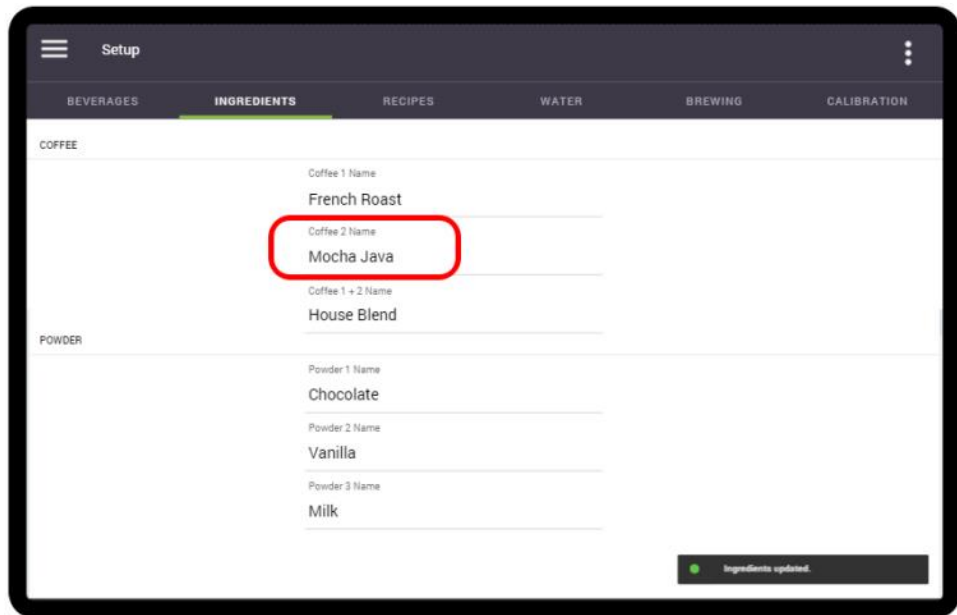 Setup
BEVERAGES INGREDIENTS RECIPES WATER BREWING CALIBRATION
COFFEE
Coffee 1 Name
French Roast
Coffee 2 Name
Mocha Java
Coffee 1 + 2 Name
House Blend
POWDER
Powder 1 Name
Chocolate
Powder 2 Name
Vanilla
Powder 3 Name
Milk
Ingredients updated.